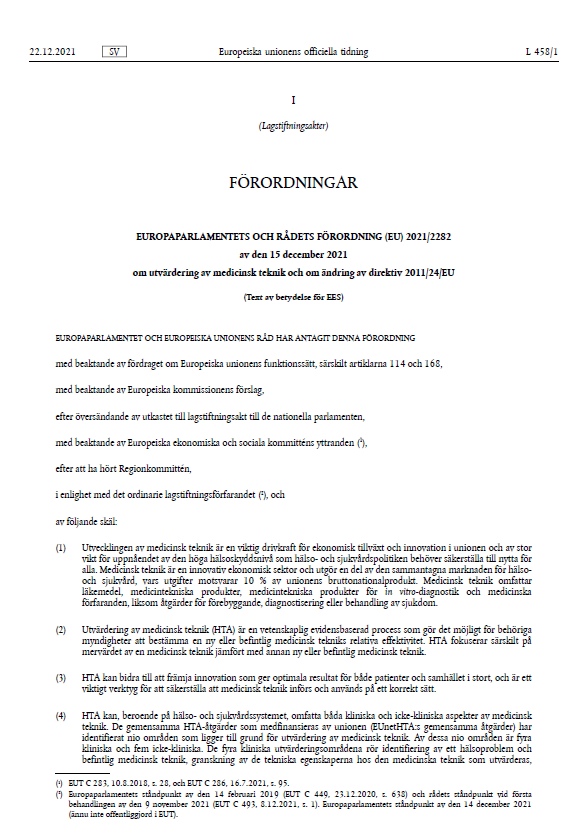 22.12.2021 SV Europeiska unionens officiella tidning L 458/1
I
(Lagstiftningsakter)
FÖRORDNINGAR
EUROPAPARLAMENTETS OCH RÅDETS FÖRORDNING (EU) 2021/2282
av den 15 december 2021
om utvärdering av medicinsk teknik och om ändring av direktiv 2011/24/EU
(Text av betydelse för EES)
EUROPAPARLAMENTET OCH EUROPEISKA UNIONENS RÅD HAR ANTAGIT DENNA FÖRORDNING
med beaktande av fördraget om Europeiska unionens funktionssätt, särskilt artiklarna 114 och 168,
med beaktande av Europeiska kommissionens förslag,
efter översändande av utkastet till lagstiftningsakt till de nationella parlamenten,
med beaktande av Europeiska ekonomiska och sociala kommitténs yttranden (¹),
efter att ha hört Regionkommittén,
i enlighet med det ordinarie lagstiftningsförfarandet (²), och
av följande skäl:
(1) Utvecklingen av medicinsk teknik är en viktig drivkraft för ekonomisk tillväxt och innovation i unionen och av stor
vikt för uppnåendet av den höga hälsoskyddsnivå som hälso- och sjukvårdspolitiken behöver säkerställa till nytta för
alla. Medicinsk teknik är en innovativ ekonomisk sektor och utgör en del av den sammantagna marknaden för hälso-
och sjukvård, vars utgifter motsvarar 10 % av unionens bruttonationalprodukt. Medicinsk teknik omfattar
läkemedel, medicintekniska produkter, medicintekniska produkter för in vitro-diagnostik och medicinska
förfaranden, liksom åtgärder för förebyggande, diagnostisering eller behandling av sjukdom.
(2) Utvärdering av medicinsk teknik (HTA) är en vetenskaplig evidensbaserad process som gör det möjligt för behöriga
myndigheter att bestämma en ny eller befintlig medicinsk tekniks relativa effektivitet. HTA fokuserar särskilt på
mervärdet av en medicinsk teknik jämfört med annan ny eller befintlig medicinsk teknik.
(3) HTA kan bidra till att främja innovation som ger optimala resultat för både patienter och samhället i stort, och är ett
viktigt verktyg för att säkerställa att medicinsk teknik införs och används på ett korrekt sätt.
(4) HTA kan, beroende på hälso- och sjukvårdssystemet, omfatta båda kliniska och icke-kliniska aspekter av medicinsk
teknik. De gemensamma HTA-åtgärder som medfinansieras av unionen (EUnetHTA:s gemensamma åtgärder) har
identifierat nio områden som ligger till grund för utvärdering av medicinsk teknik. Av dessa nio områden är fyra
kliniska och fem icke-kliniska. De fyra kliniska utvärderingsområdena rör identifiering av ett hälsoproblem och
befintlig medicinsk teknik, granskning av de tekniska egenskaperna hos den medicinska teknik som utvärderas,
(¹) EUT C 283, 10.8.2018, s. 28, och EUT C 286, 16.7.2021, s. 95.
(²) Europaparlamentets ståndpunkt av den 14 februari 2019 (EUT C 449, 23.12.2020, s. 638) och rådets ståndpunkt vid första
behandlingen av den 9 november 2021 (EUT C 493, 8.12.2021, s. 1). Europaparlamentets ståndpunkt av den 14 december 2021
(ännu inte offentliggjord i EUT).